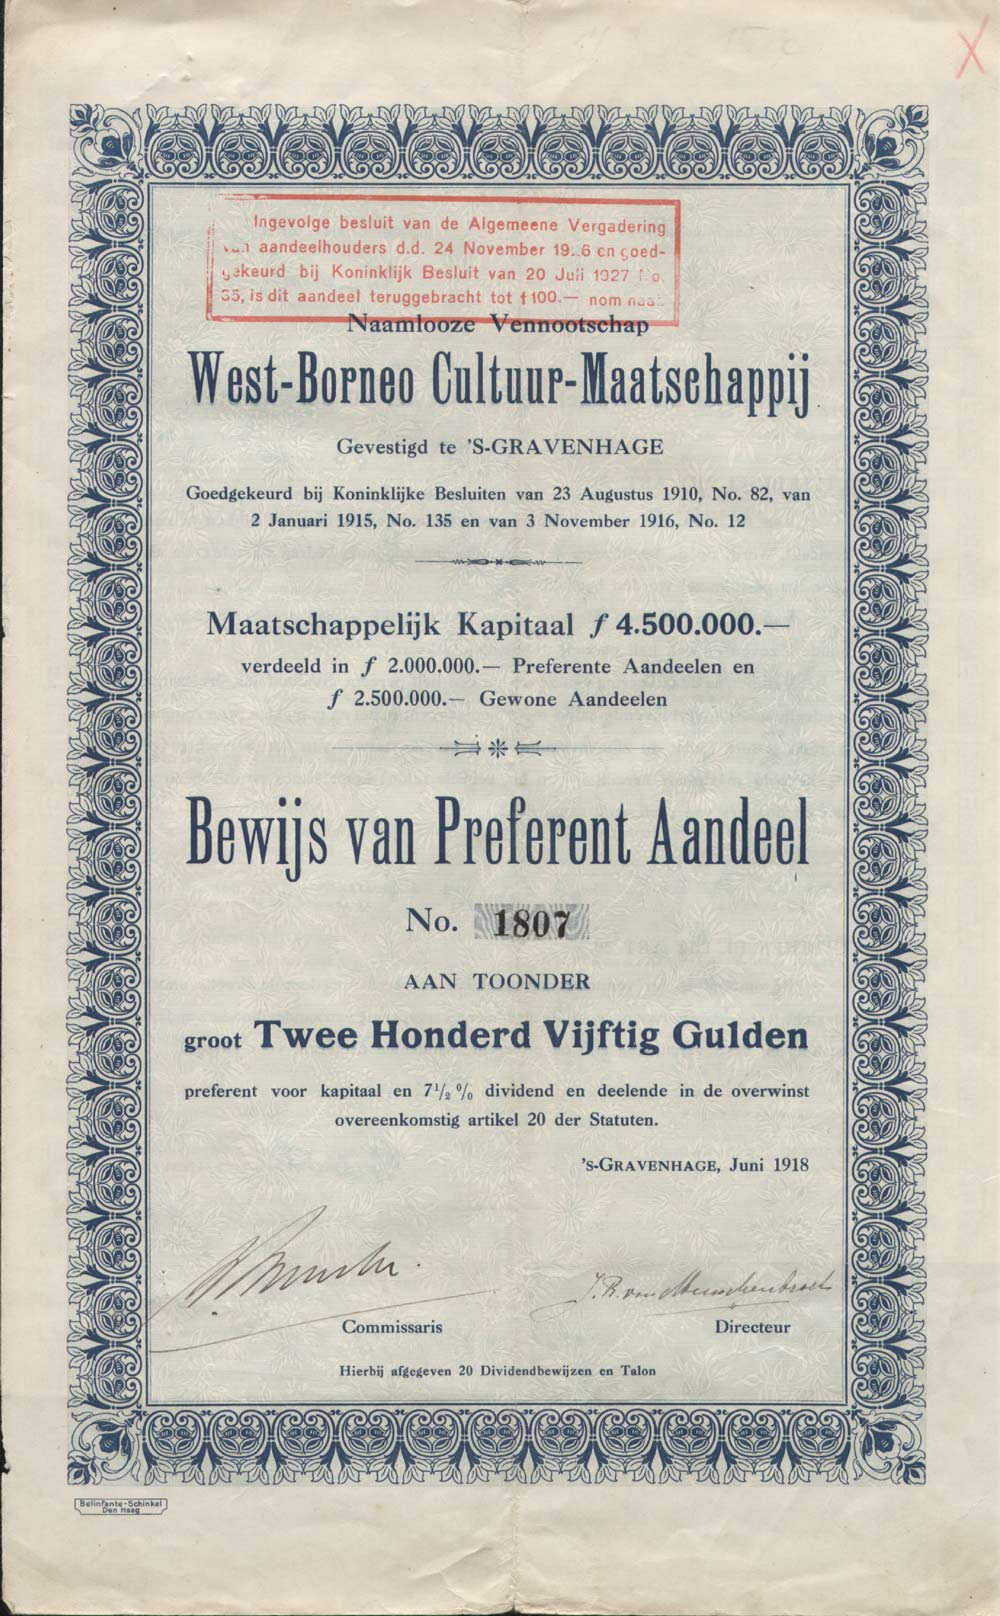 Ingevolge besluit van de Algemeene Vergadering
aandeelhouders d.d. 24 November 19..6 en goed-
gekeurd bij Koninklijk Besluit van 20 Juli 1927 No.
35, is dit aandeel teruggebracht tot f 100.— nom
Naamlooze Vennootschap
West-Borneo Cultuur-Maatschappij
Gevestigd te 'S-GRAVENHAGE
Goedgekeurd bij Koninklijke Besluiten van 23 Augustus 1910, No. 82, van
2 Januari 1915, No. 135 en van 3 November 1916, No. 12
Maatschappelijk Kapitaal f 4.500.000.—
verdeeld in f 2.000.000.— Preferente Aandeelen en
f 2.500.000.— Gewone Aandeelen
Bewijs van Preferent Aandeel
No. 1807
AAN TOONDER
groot Twee Honderd Vijftig Gulden
preferent voor kapitaal en 7½ % dividend en deelende in de overwinst
overeenkomstig artikel 20 der Statuten.
'S-GRAVENHAGE, Juni 1918
J. R. van Musschenbroek
Commissaris Directeur
Hierbij afgegeven 20 Dividendbewijzen en Talon
Belinfante-Schinkel
Den Haag